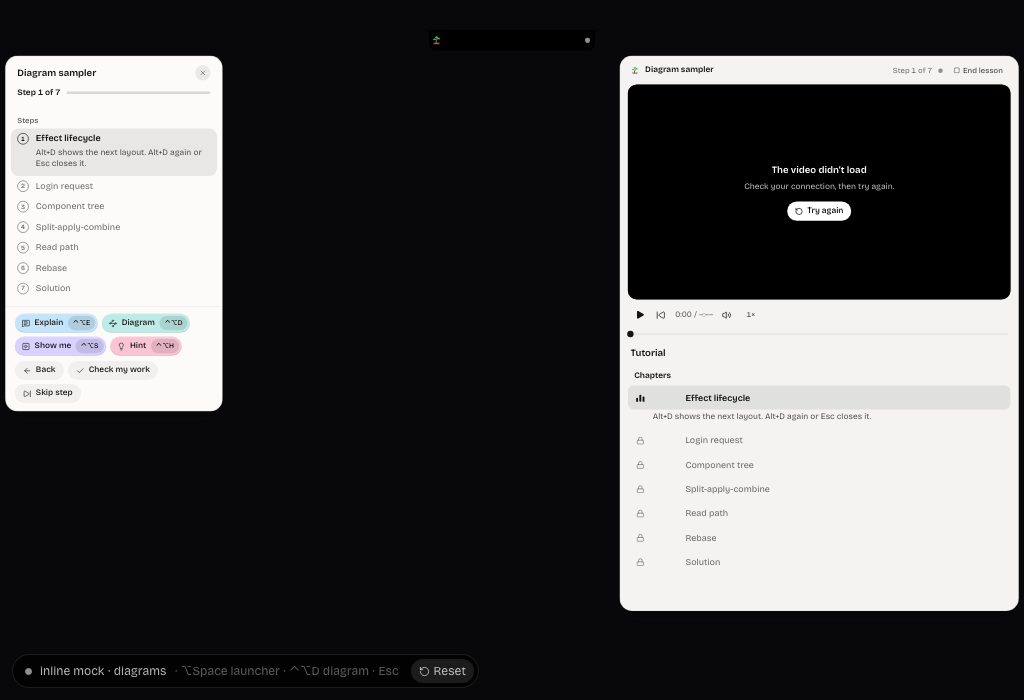 Diagram sampler
Step 1 of 7
Steps
1 Effect lifecycle
Alt+D shows the next layout. Alt+D again or
Esc closes it.
2 Login request
3 Component tree
4 Split-apply-combine
5 Read path
6 Rebase
7 Solution
Explain ⌃⌥E Diagram ⌃⌥D
Show me ⌃⌥S Hint ⌃⌥H
Back Check my work
Skip step
Diagram sampler Step 1 of 7 End lesson
The video didn't load
Check your connection, then try again.
Try again
0:00 / --:-- 1×
Tutorial
Chapters
Effect lifecycle
Alt+D shows the next layout. Alt+D again or Esc closes it.
Login request
Component tree
Split-apply-combine
Read path
Rebase
Solution
inline mock · diagrams · ⌥Space launcher · ⌃⌥D diagram · Esc Reset